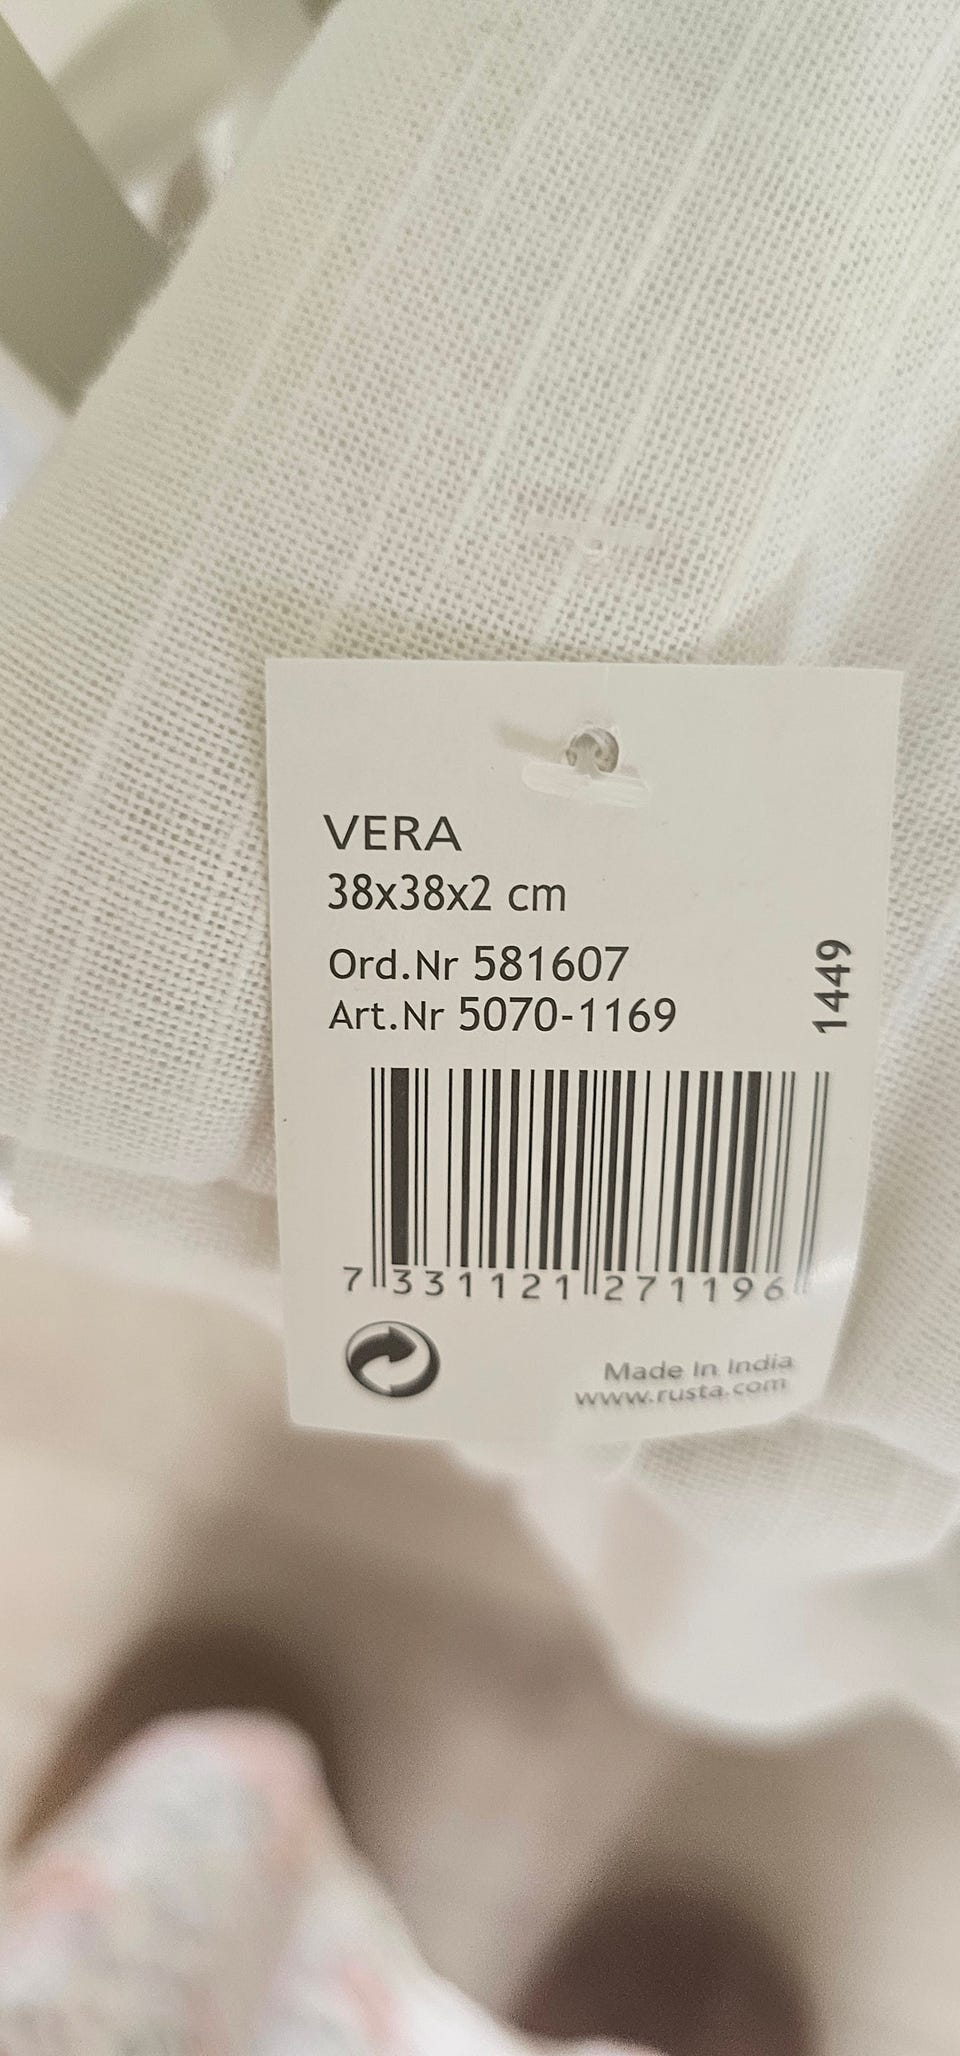 VERA
38x38x2 cm
Ord.Nr 581607
Art.Nr 5070-1169
1449
7 331121 271196
Made In India
www.rusta.com